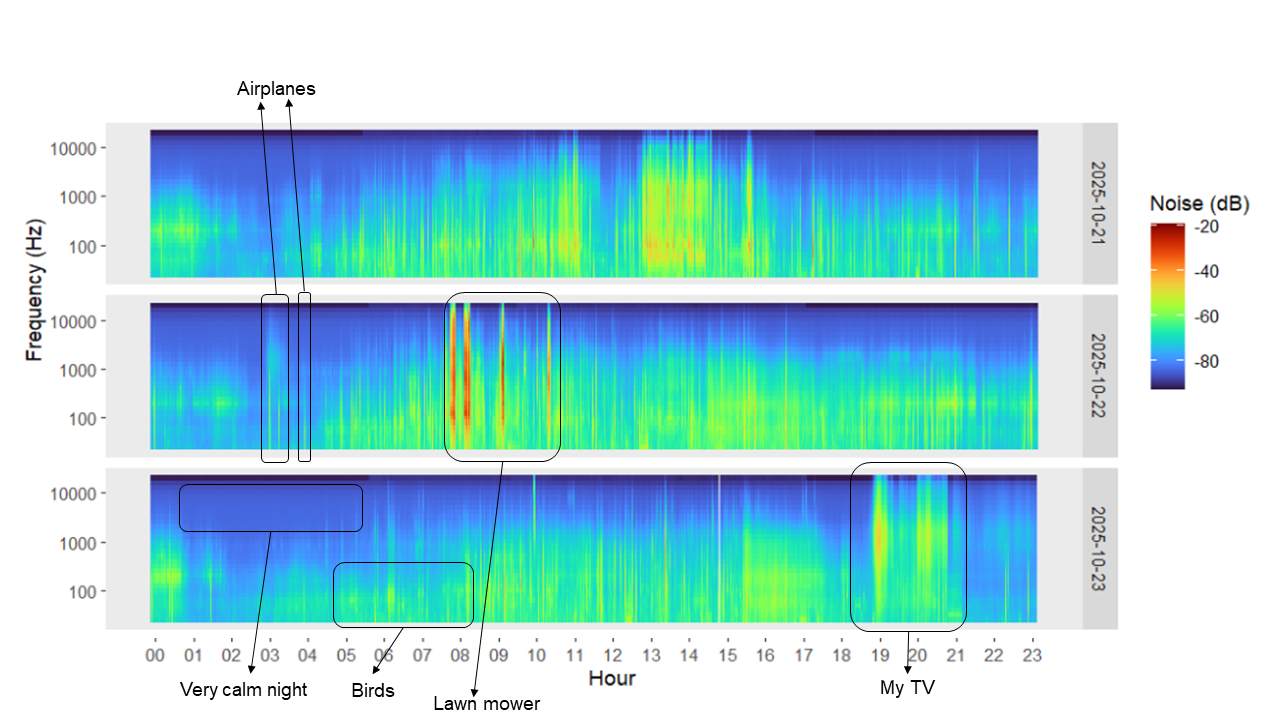 Airplanes
Frequency (Hz)
10000
1000
100
2025-10-21
10000
1000
100
2025-10-22
10000
1000
100
2025-10-23
00 01 02 03 04 05 06 07 08 09 10 11 12 13 14 15 16 17 18 19 20 21 22 23
Hour
Noise (dB)
-20
-40
-60
-80
Very calm night
Birds
Lawn mower
My TV